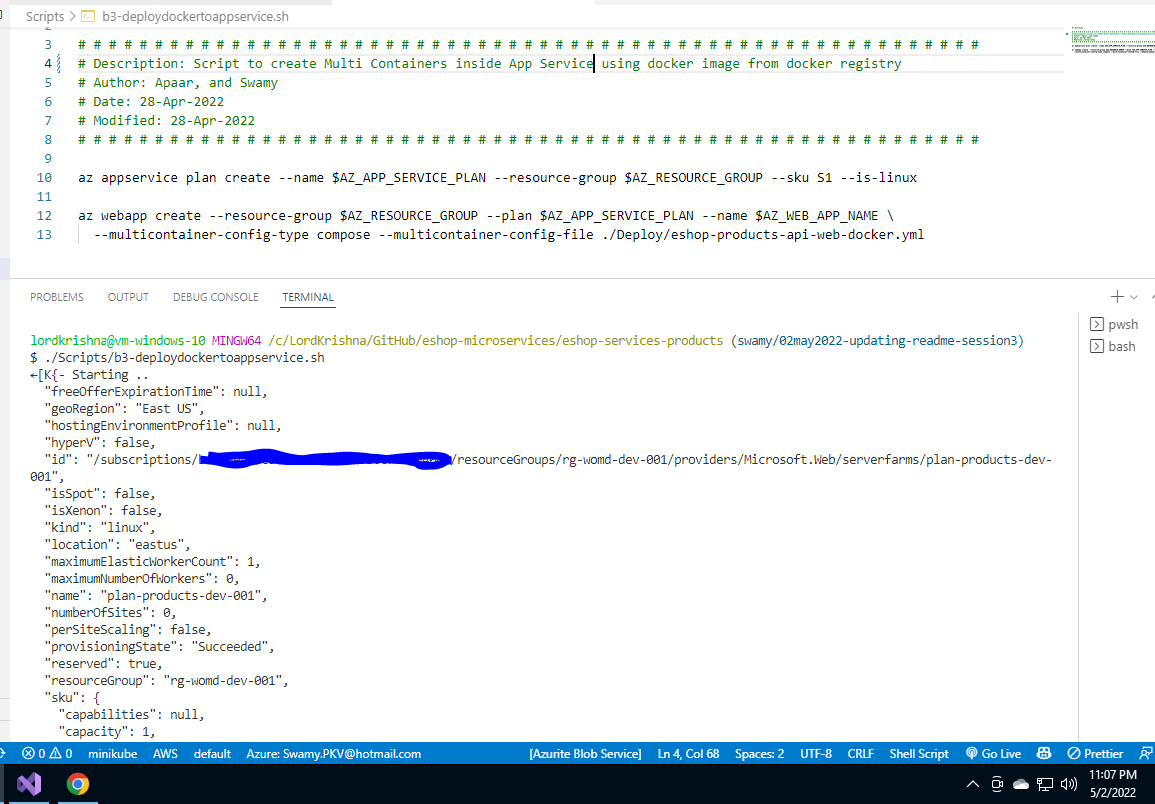 Scripts > b3-deploydockertoappservice.sh
2
3 # # # # # # # # # # # # # # # # # # # # # # # # # # # # # # # # # # # # # # # # # # # # # # # # # # # # # # # # # # #
4 # Description: Script to create Multi Containers inside App Service using docker image from docker registry
5 # Author: Apaar, and Swamy
6 # Date: 28-Apr-2022
7 # Modified: 28-Apr-2022
8 # # # # # # # # # # # # # # # # # # # # # # # # # # # # # # # # # # # # # # # # # # # # # # # # # # # # # # # # # # #
9
10 az appservice plan create --name $AZ_APP_SERVICE_PLAN --resource-group $AZ_RESOURCE_GROUP --sku S1 --is-linux
11
12 az webapp create --resource-group $AZ_RESOURCE_GROUP --plan $AZ_APP_SERVICE_PLAN --name $AZ_WEB_APP_NAME \
13 --multicontainer-config-type compose --multicontainer-config-file ./Deploy/eshop-products-api-web-docker.yml
PROBLEMS OUTPUT DEBUG CONSOLE TERMINAL
pwsh
bash
lordkrishna@vm-windows-10 MINGW64 /c/LordKrishna/GitHub/eshop-microservices/eshop-services-products (swamy/02may2022-updating-readme-session3)
$ ./Scripts/b3-deploydockertoappservice.sh
←[K{- Starting ..
"freeOfferExpirationTime": null,
"geoRegion": "East US",
"hostingEnvironmentProfile": null,
"hyperV": false,
"id": "/subscriptions/ /resourceGroups/rg-womd-dev-001/providers/Microsoft.Web/serverfarms/plan-products-dev-
001",
"isSpot": false,
"isXenon": false,
"kind": "linux",
"location": "eastus",
"maximumElasticWorkerCount": 1,
"maximumNumberOfWorkers": 0,
"name": "plan-products-dev-001",
"numberOfSites": 0,
"perSiteScaling": false,
"provisioningState": "Succeeded",
"reserved": true,
"resourceGroup": "rg-womd-dev-001",
"sku": {
"capabilities": null,
"capacity": 1,
0 0 minikube AWS default Azure: Swamy.PKV@hotmail.com [Azurite Blob Service] Ln 4, Col 68 Spaces: 2 UTF-8 CRLF Shell Script Go Live Prettier
11:07 PM
5/2/2022